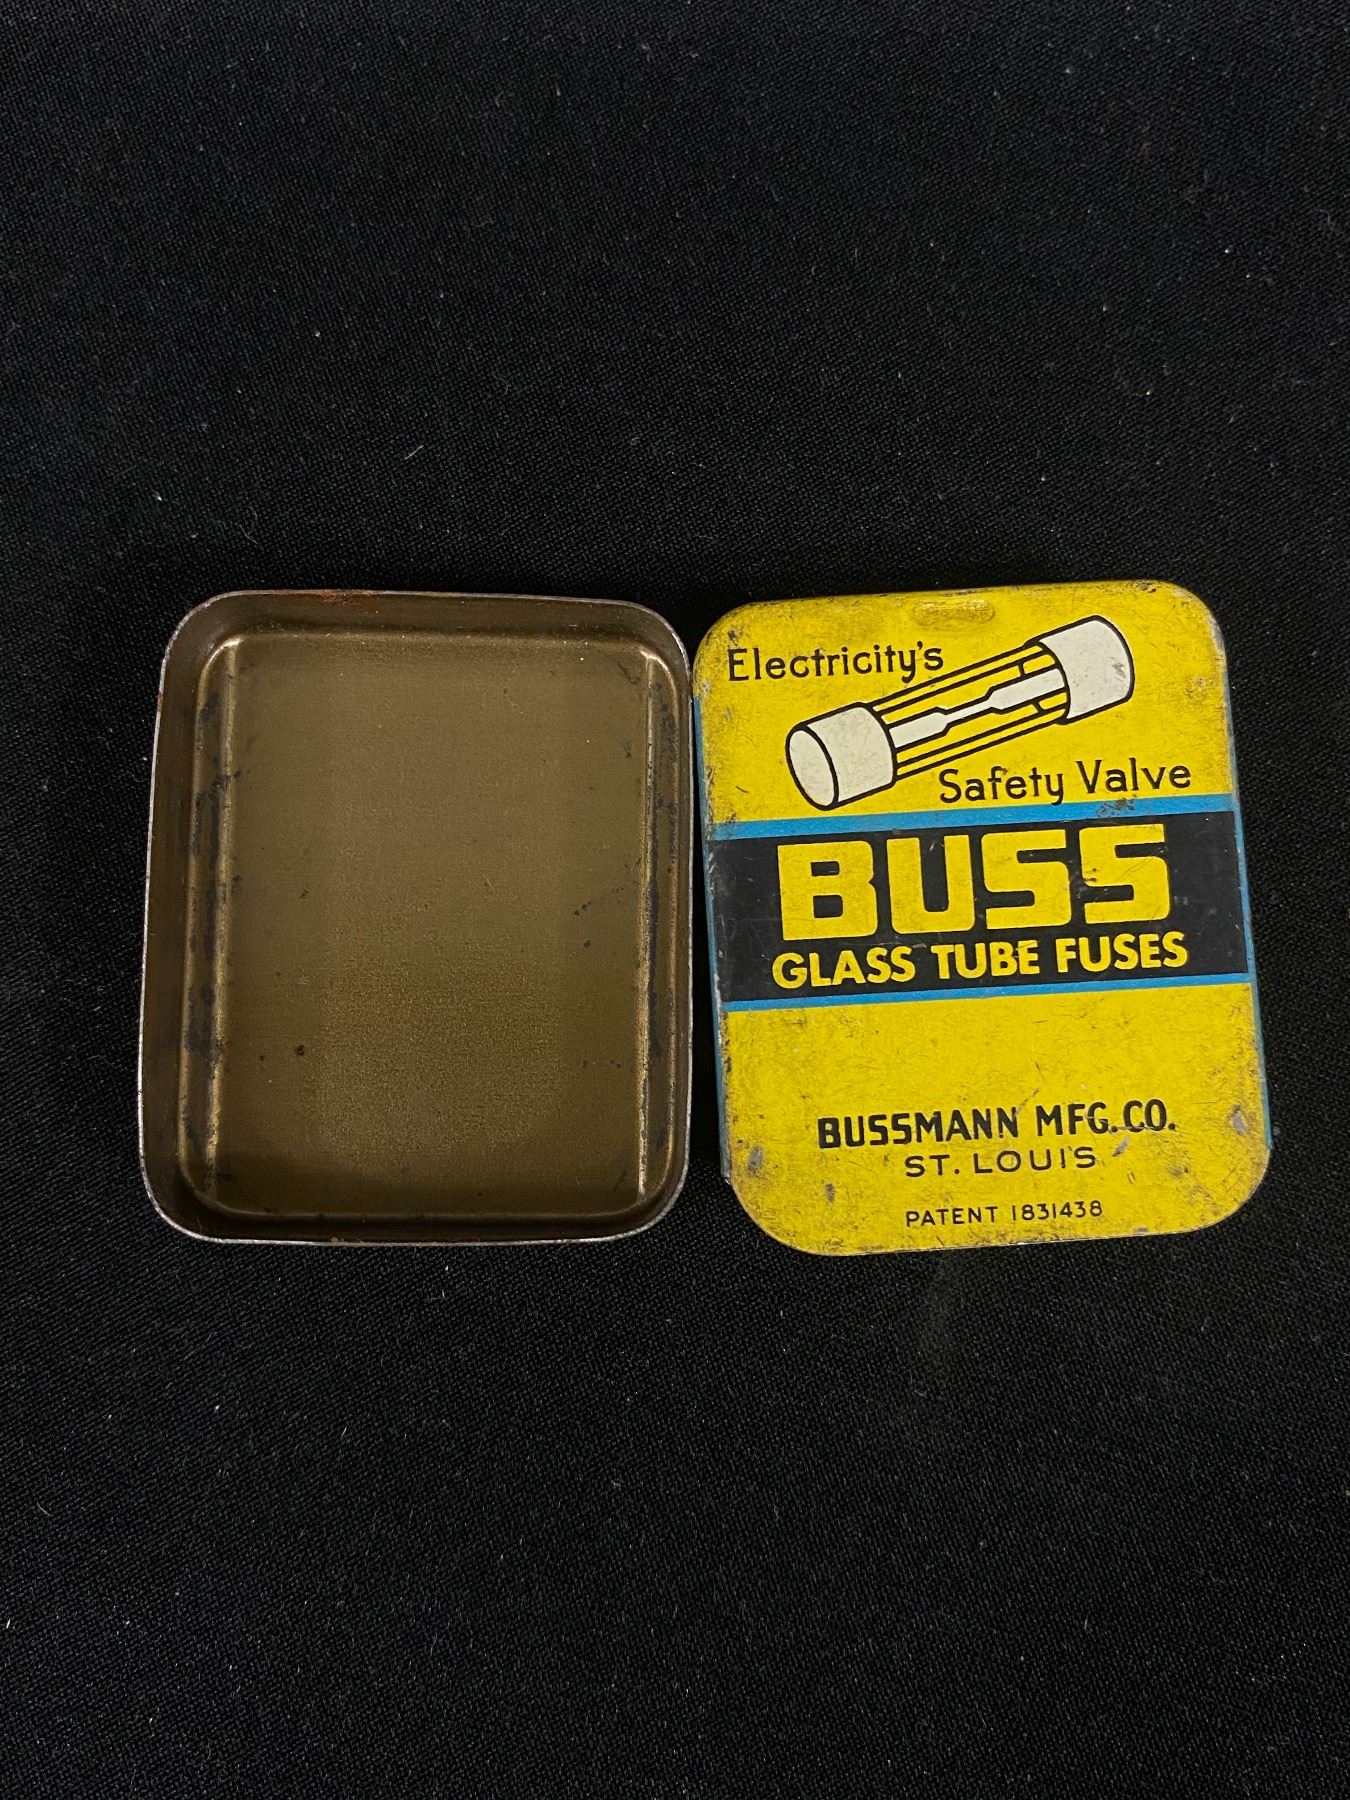 Electricity's
Safety Valve
BUSS
GLASS TUBE FUSES
BUSSMANN MFG. CO.
ST. LOUIS
PATENT 1831438